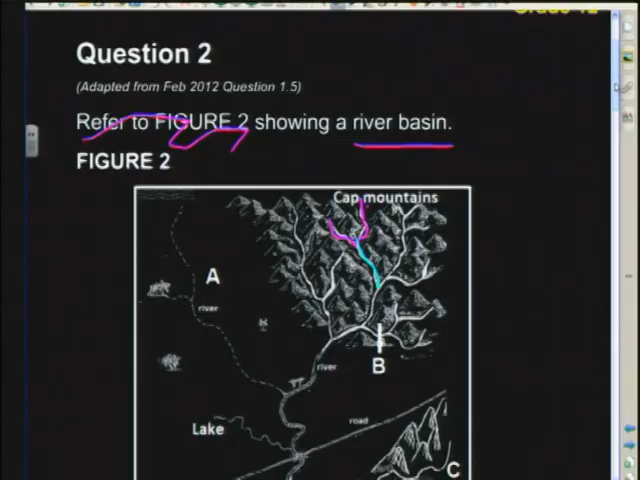 Question 2
(Adapted from Feb 2012 Question 1.5)
Refer to FIGURE 2 showing a river basin.
FIGURE 2
Cap mountains
A
river
B
river
road
Lake
C